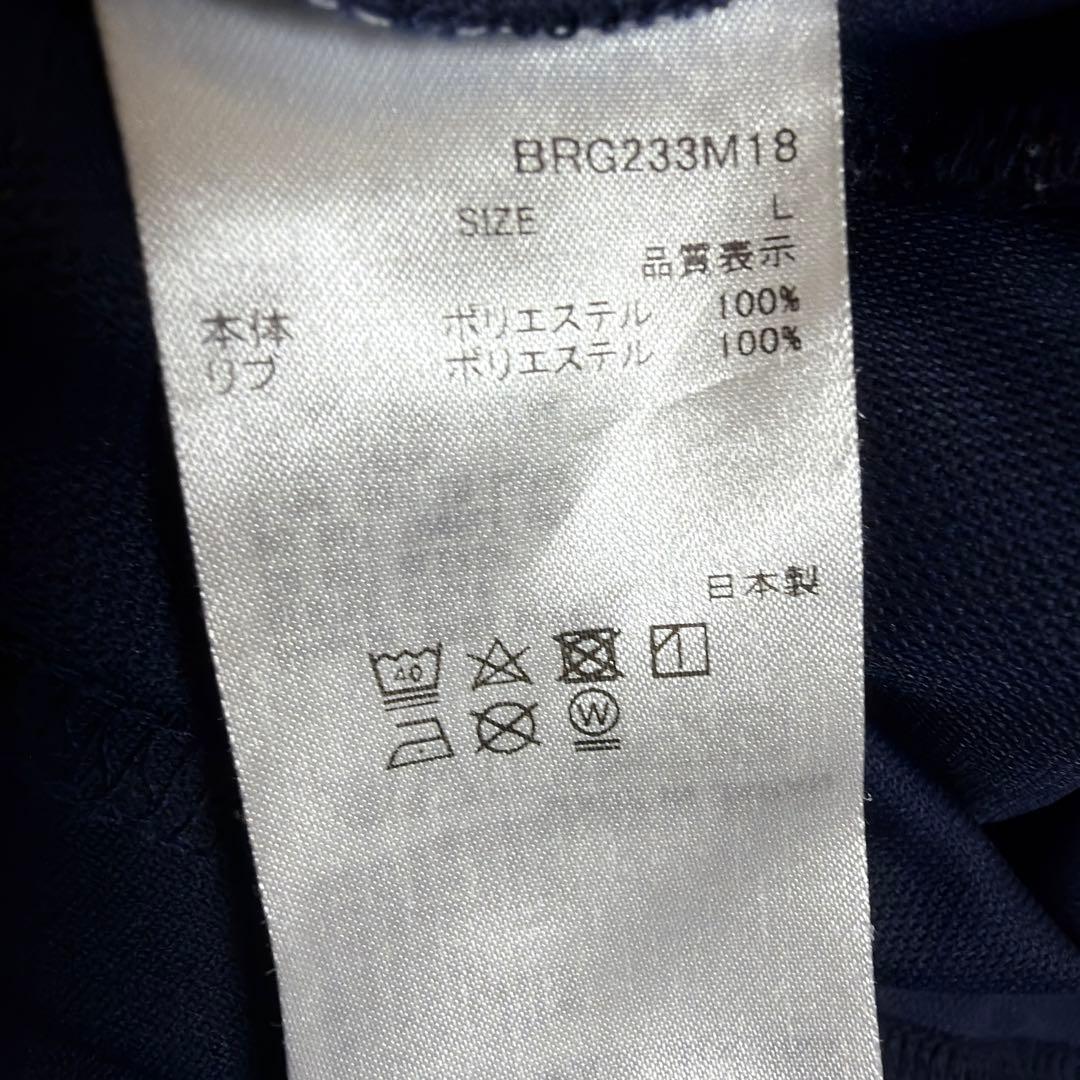 BRG233M18
SIZE L
品質表示
本体 ポリエステル 100%
リブ ポリエステル 100%
日本製
40
W